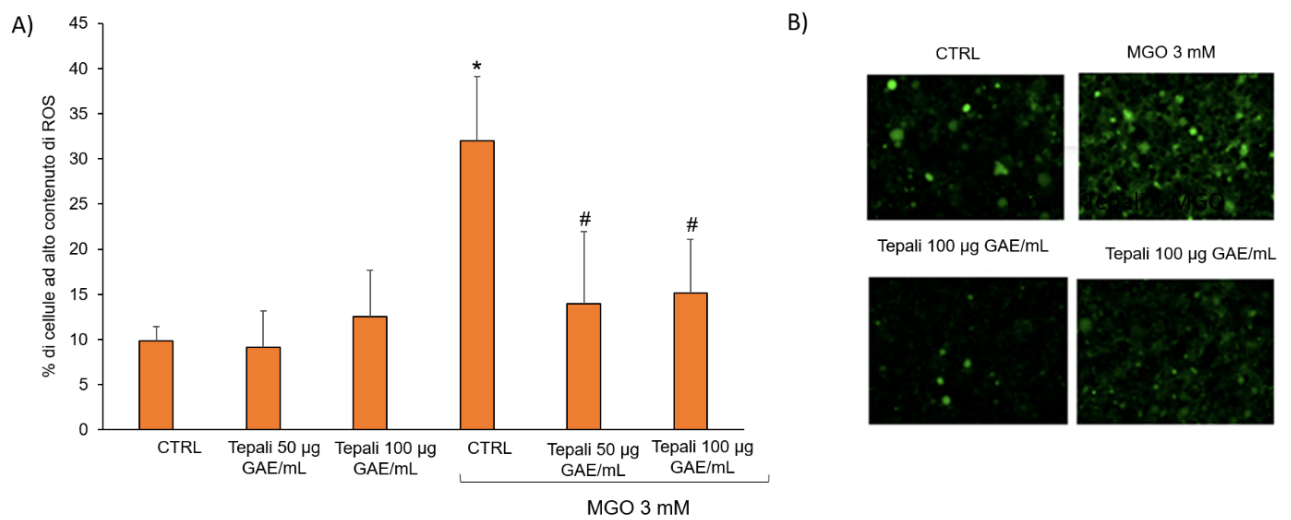 A)
% di cellule ad alto contenuto di ROS
45
40
35
30
25
20
15
10
5
0
*
#
#
CTRL
Tepali 50 µg
GAE/mL
Tepali 100 µg
GAE/mL
CTRL
Tepali 50 µg
GAE/mL
Tepali 100 µg
GAE/mL
MGO 3 mM
B)
CTRL
MGO 3 mM
MGO
Tepali 100 µg GAE/mL
Tepali 100 µg GAE/mL